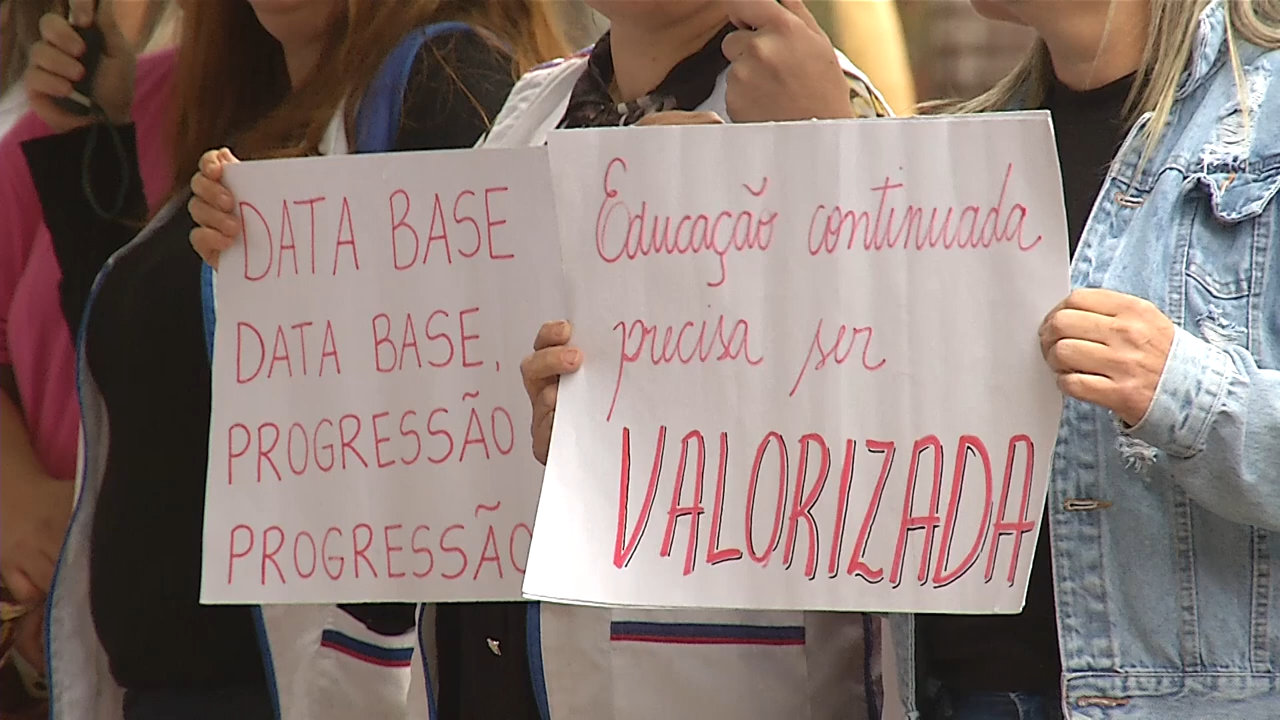 DATA BASE
DATA BASE,
PROGRESSÃO
PROGRESSÃO
Educação continuada
precisa ser
VALORIZADA